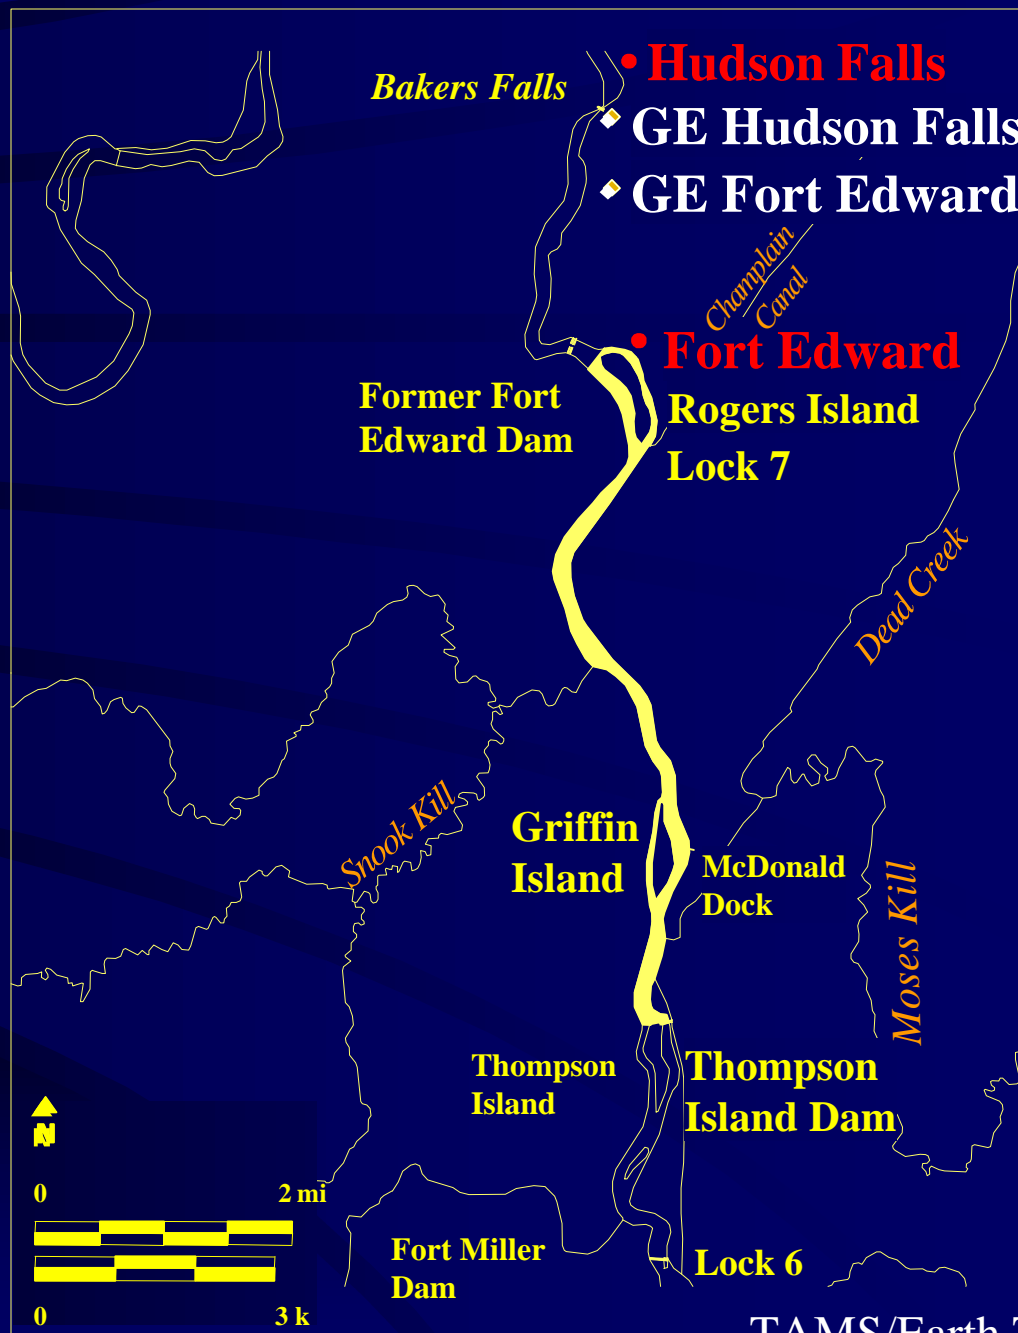 Bakers Falls
• Hudson Falls
GE Hudson Falls
GE Fort Edward
Champlain
Canal
• Fort Edward
Former Fort
Edward Dam
Rogers Island
Lock 7
Dead Creek
Snook Kill
Griffin
Island
McDonald
Dock
Moses Kill
Thompson
Island
Thompson
Island Dam
N
0
2 mi
Fort Miller
Dam
Lock 6
0
3 k
TAMS/Earth